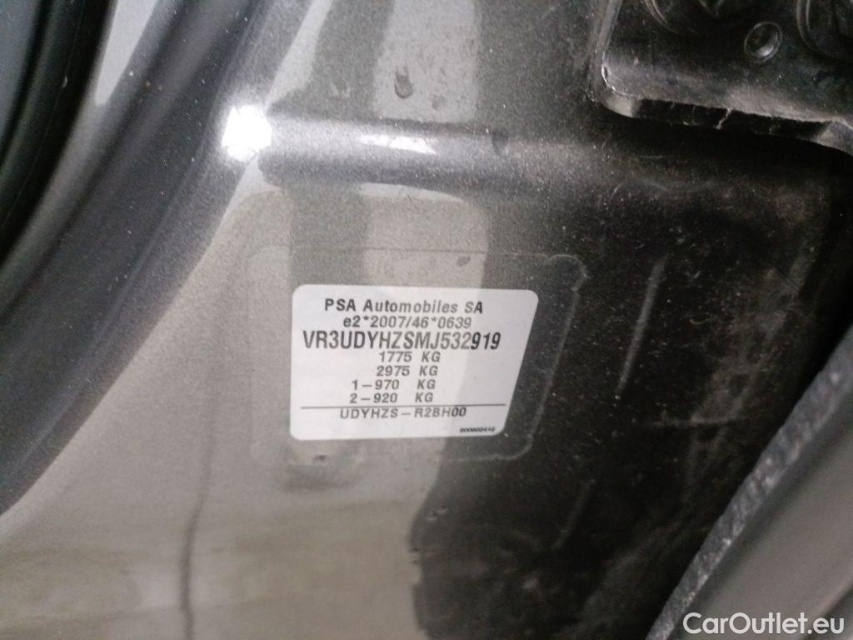 PSA Automobiles SA
e2*2007/46*0639
VR3UDYHZSMJ532919
1775 KG
2975 KG
1-970 KG
2-920 KG
UDYHZS-R2BH00
CarOutlet.eu